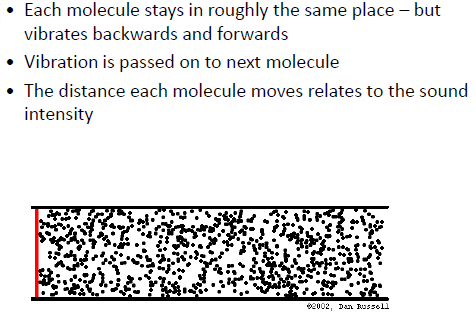 • Each molecule stays in roughly the same place – but
vibrates backwards and forwards
• Vibration is passed on to next molecule
• The distance each molecule moves relates to the sound
intensity
©2002, Dan Russell